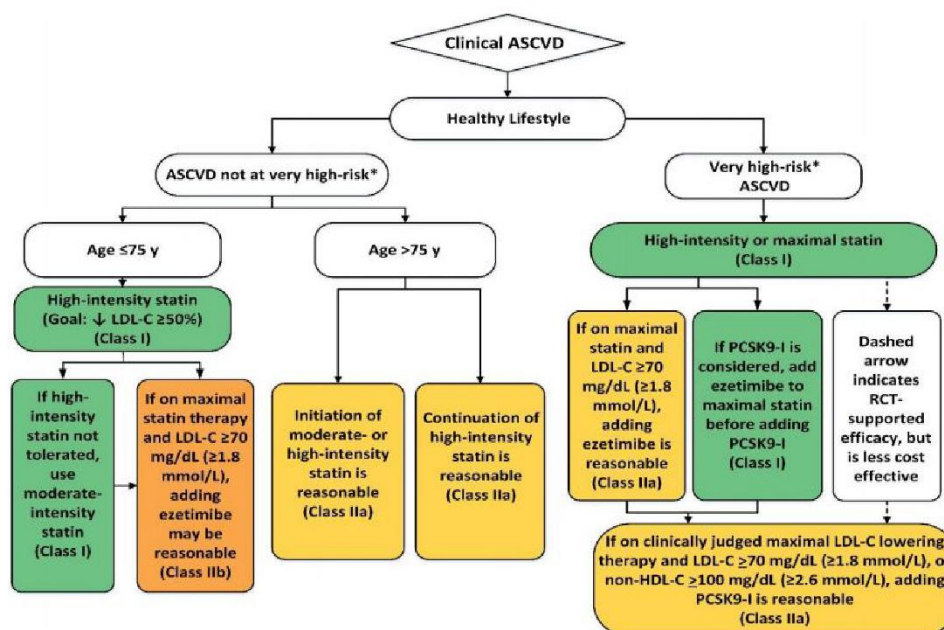 Clinical ASCVD
Healthy Lifestyle
ASCVD not at very high-risk*
Very high-risk*
ASCVD
Age ≤75 y
Age >75 y
High-intensity or maximal statin
(Class I)
High-intensity statin
(Goal: ↓ LDL-C ≥50%)
(Class I)
If high-
intensity
statin not
tolerated,
use
moderate-
intensity
statin
(Class I)
If on maximal
statin therapy
and LDL-C ≥70
mg/dL (≥1.8
mmol/L),
adding
ezetimibe
may be
reasonable
(Class IIb)
Initiation of
moderate- or
high-intensity
statin is
reasonable
(Class IIa)
Continuation of
high-intensity
statin is
reasonable
(Class IIa)
If on maximal
statin and
LDL-C ≥70
mg/dL (≥1.8
mmol/L),
adding
ezetimibe is
reasonable
(Class IIa)
If PCSK9-I is
considered, add
ezetimibe to
maximal statin
before adding
PCSK9-I
(Class I)
Dashed
arrow
indicates
RCT-
supported
efficacy, but
is less cost
effective
If on clinically judged maximal LDL-C lowering
therapy and LDL-C ≥70 mg/dL (≥1.8 mmol/L), o
non-HDL-C ≥100 mg/dL (≥2.6 mmol/L), adding
PCSK9-I is reasonable
(Class IIa)